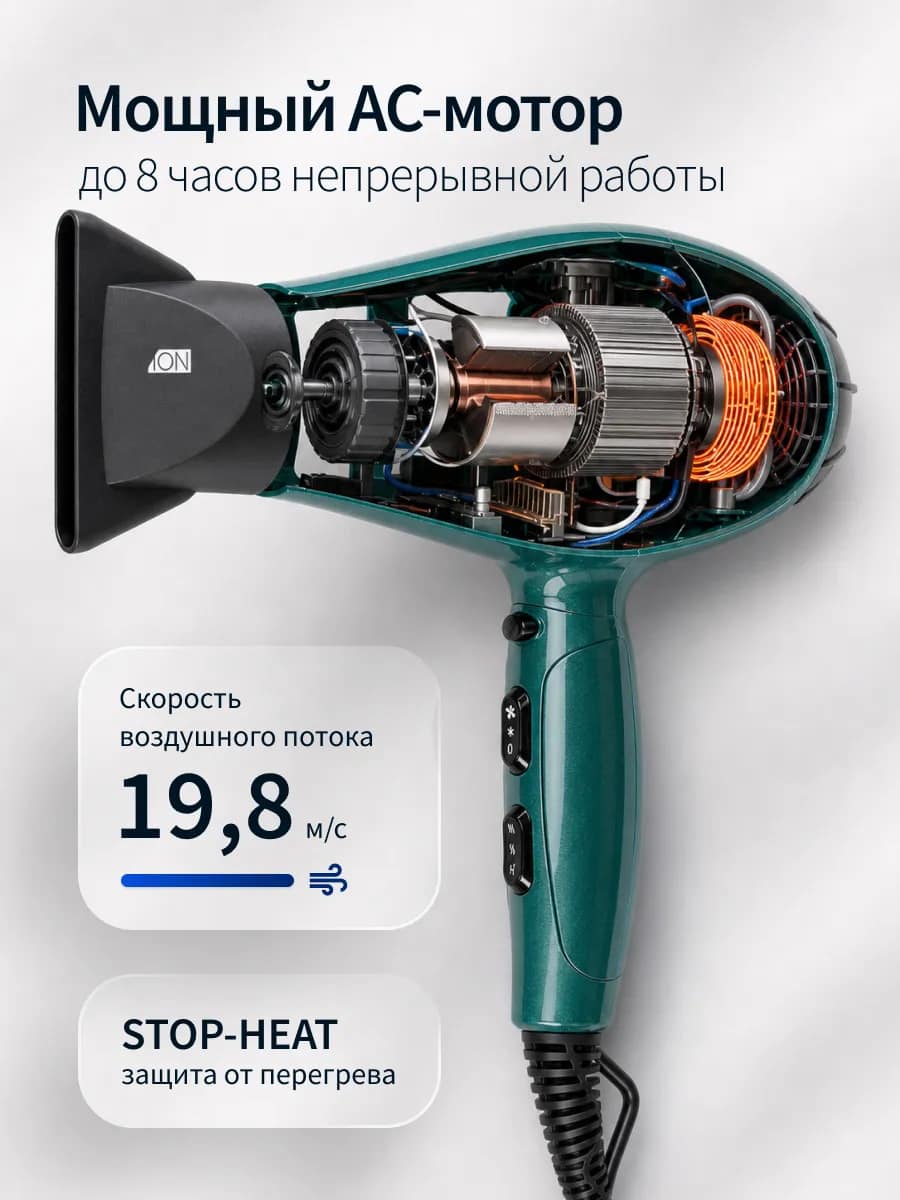 Мощный АС-мотор
до 8 часов непрерывной работы
ION
Скорость
воздушного потока
19,8 м/с
STOP-HEAT
защита от перегрева